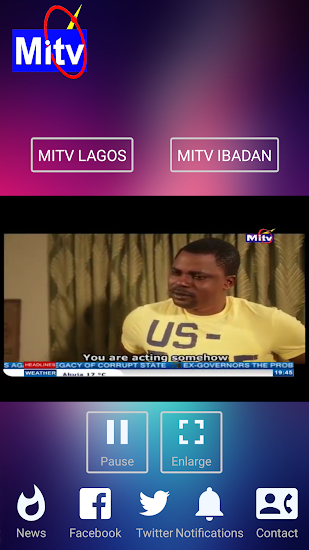 Mitv
MITV LAGOS
MITV IBADAN
Mitv
US-
You are acting somehow
S AG
HEADLINES
GACY OF CORRUPT STATE
EX-GOVERNORS THE PROB
WEATHER
Abuja 17 °C
19:45
Pause
Enlarge
News
Facebook
Twitter
Notifications
Contact